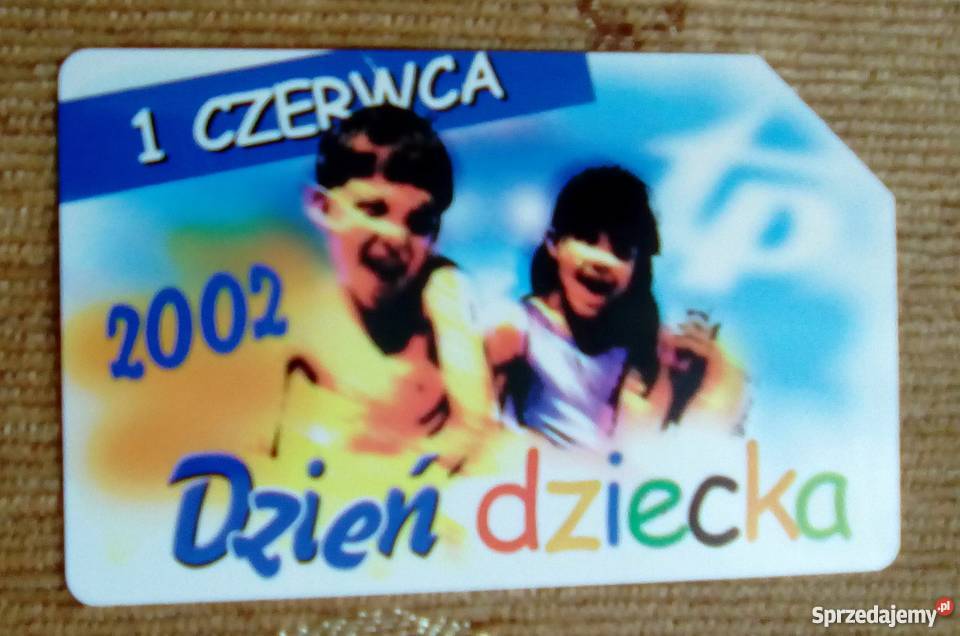 1 CZERWCA
tp
2002
Dzień dziecka
Sprzedajemy.pl